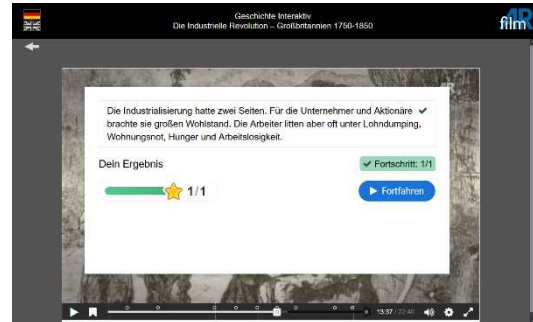 Geschichte Interaktiv
Die Industrielle Revolution – Großbritannien 1750-1850
4R
film
Die Industrialisierung hatte zwei Seiten. Für die Unternehmer und Aktionäre
brachte sie großen Wohlstand. Die Arbeiter litten aber oft unter Lohndumping,
Wohnungsnot, Hunger und Arbeitslosigkeit.
Dein Ergebnis
Fortschritt: 1/1
1/1
Fortfahren
13:37 / 22:40